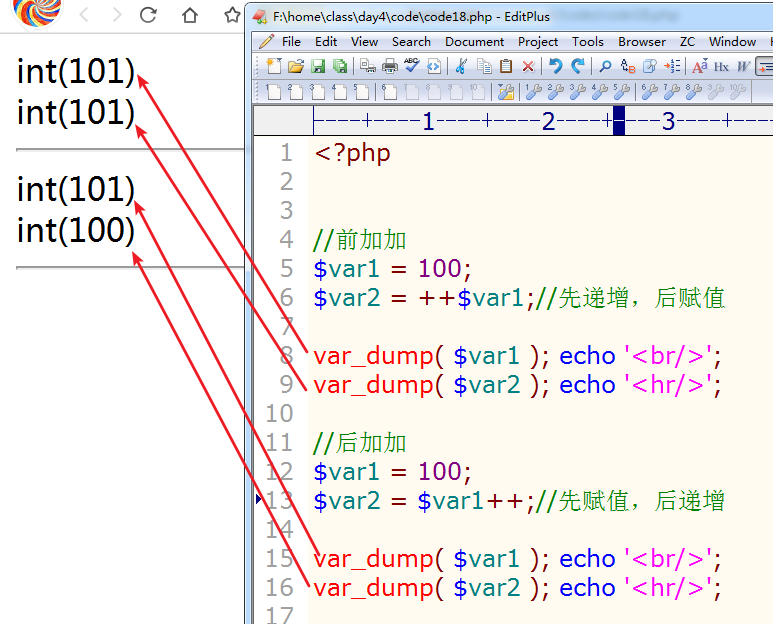 F:\home\class\day4\code\code18.php - EditPlus
File Edit View Search Document Project Tools Browser ZC Window
int(101)
int(101)
int(101)
int(100)
----+----1----+----2----+----3----+--
1 <?php
2
3
4 //前加加
5 $var1 = 100;
6 $var2 = ++$var1;//先递增，后赋值
7
8 var_dump( $var1 ); echo '<br/>';
9 var_dump( $var2 ); echo '<hr/>';
10
11 //后加加
12 $var1 = 100;
13 $var2 = $var1++;//先赋值，后递增
14
15 var_dump( $var1 ); echo '<br/>';
16 var_dump( $var2 ); echo '<hr/>';
17